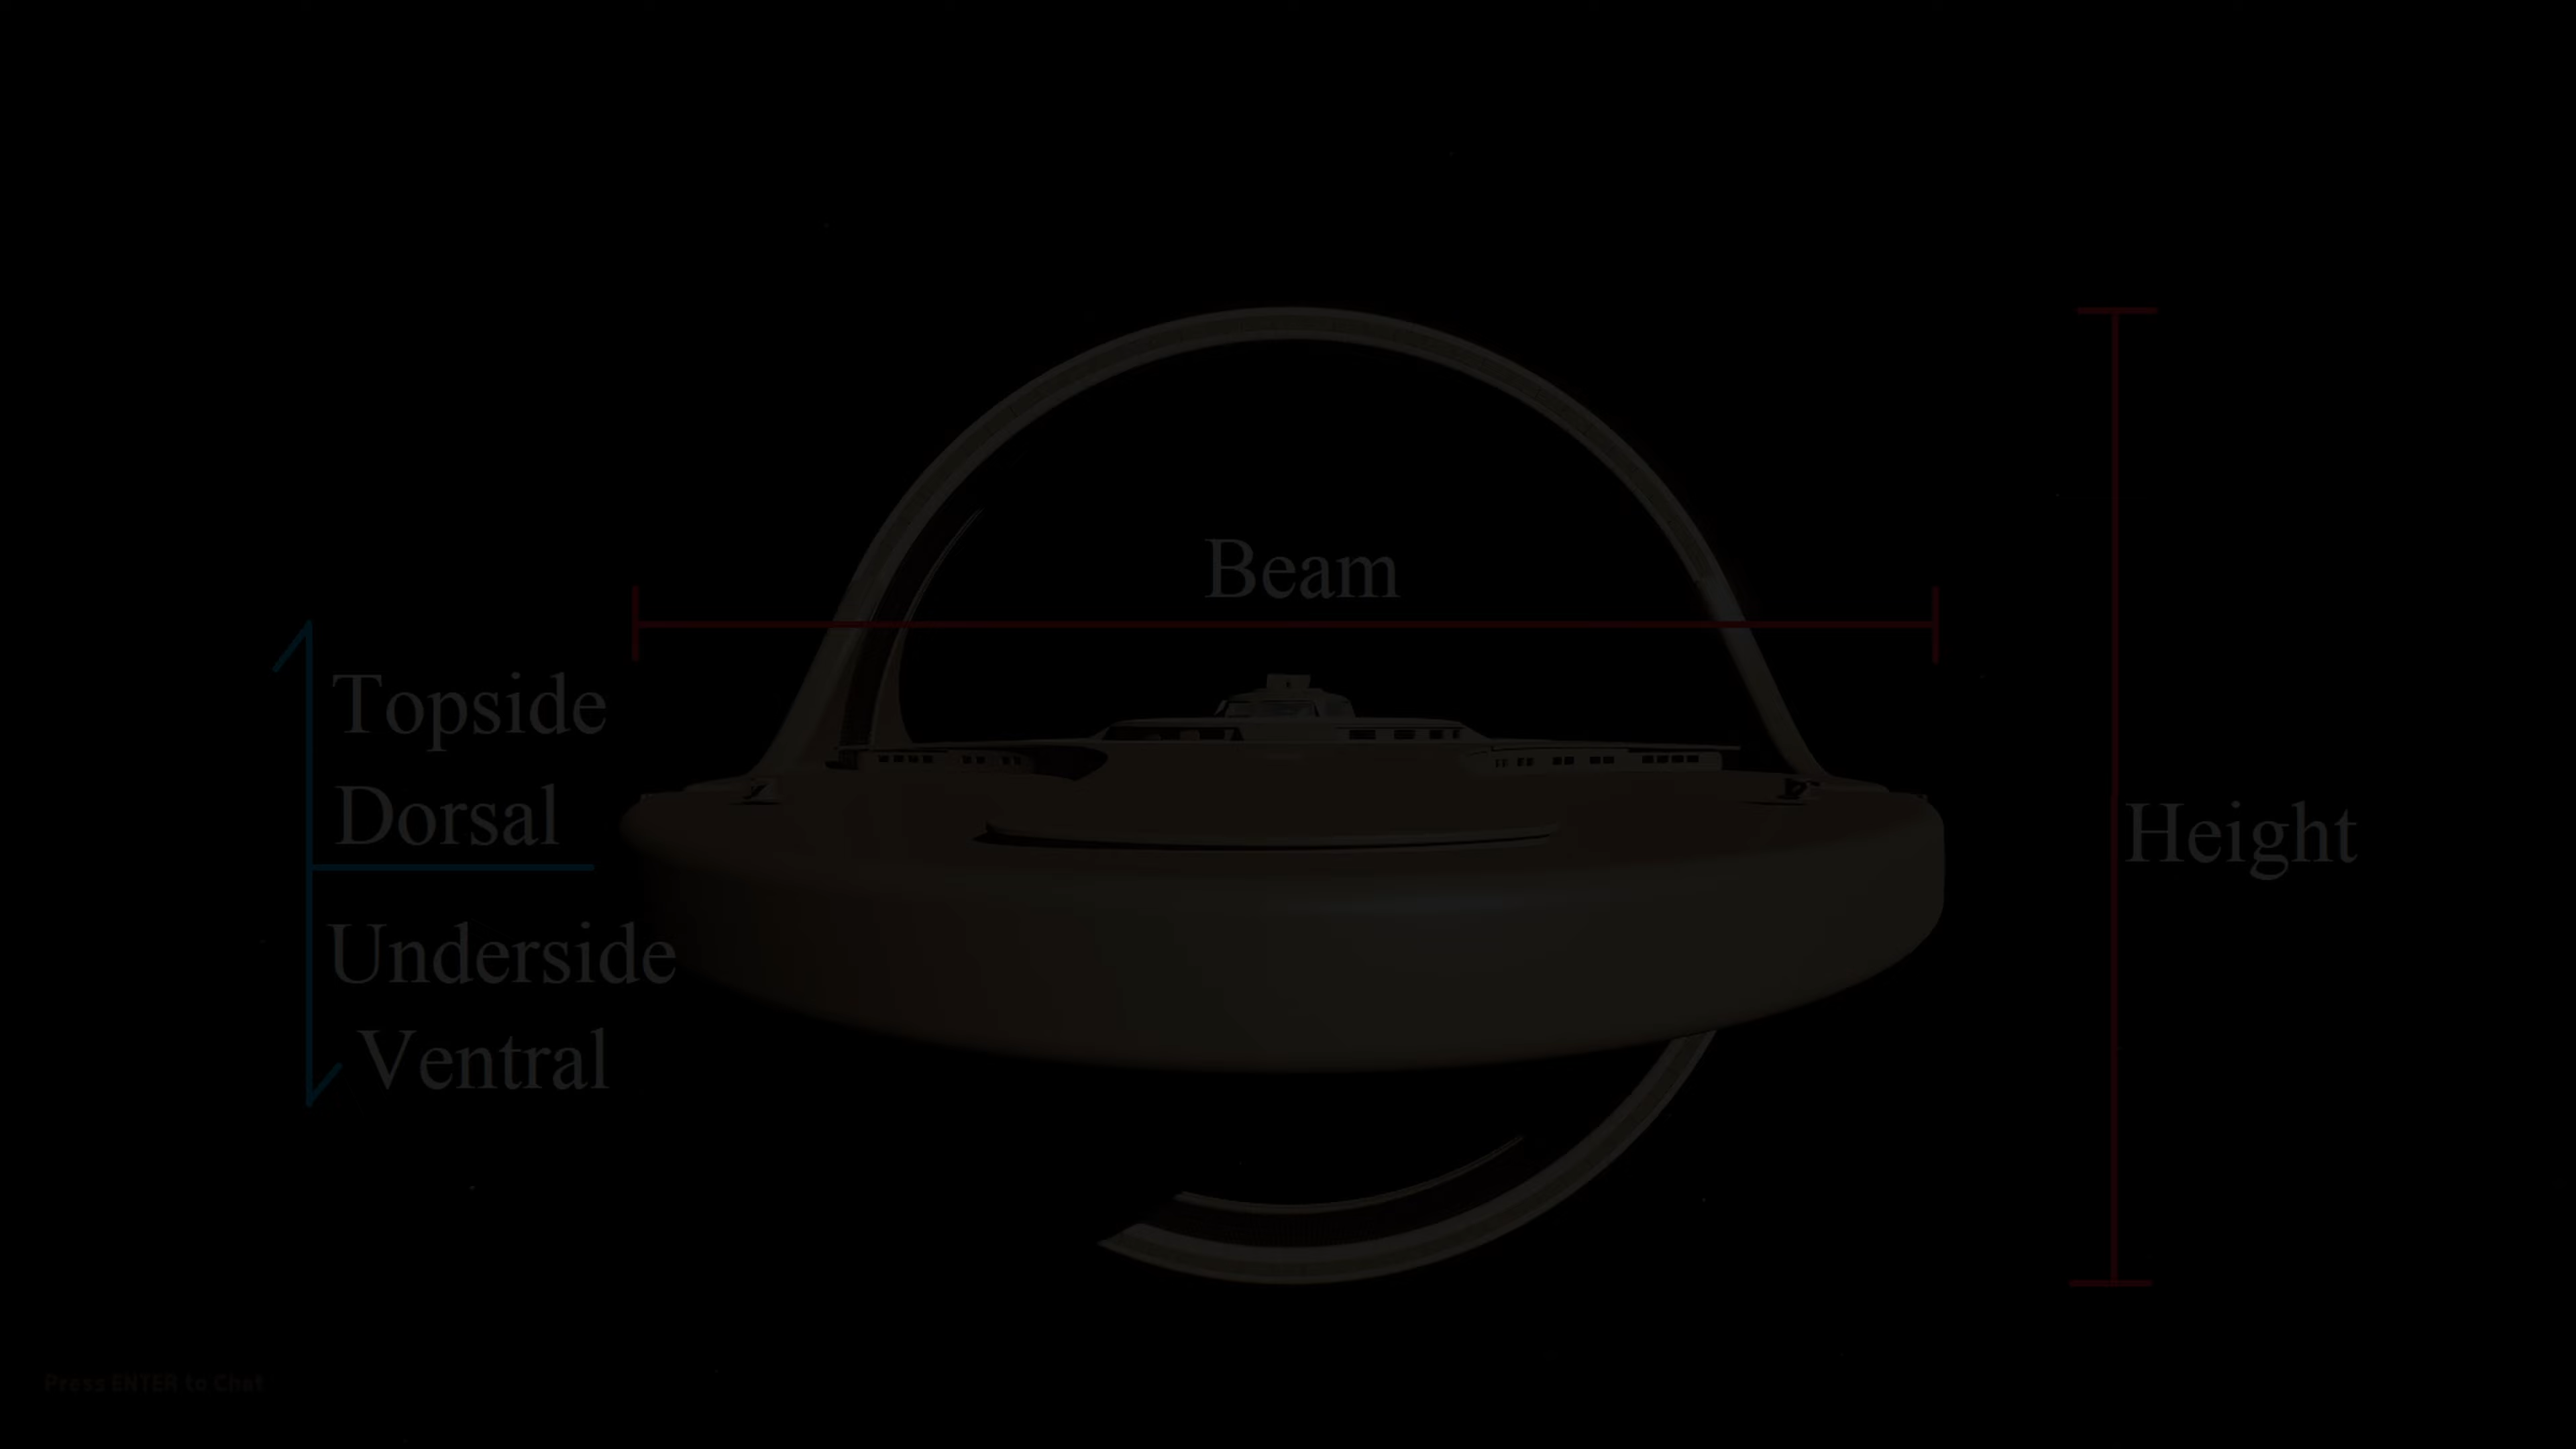 Beam
Topside
Dorsal
Height
Underside
Ventral
Press ENTER to Chat